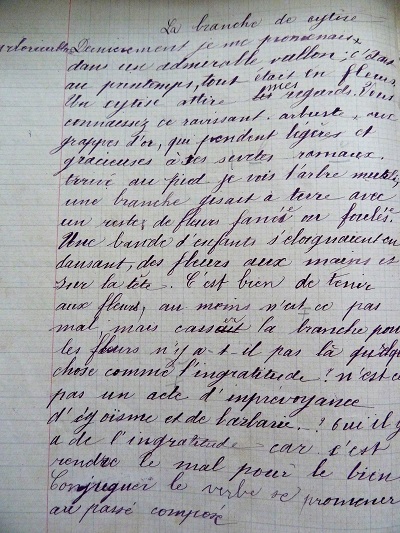 La branche de cytise
Dernièrement je me promenais
dans un admirable vallon; c'était
au printemps, tout était en fleurs.
Un cytise attire mes regards. Vous
connaissez ce ravissant arbuste, aux
grappes d'or, qui pendent légères et
gracieuses à ses sveltes rameaux.
Arrivé au pied je vois l'arbre mutilé,
une branche gisait à terre avec
un reste de fleurs fanée ou foulée.
Une bande d'enfants s'éloignaient en
dansant, des fleurs aux mains et
sur la tête. C'est bien de tenir
aux fleurs, au moins n'est-ce pas
mal, mais casser la branche pour
les fleurs n'y a-t-il pas là quelque
chose comme l'ingratitude! n'est-ce
pas un acte d'inprevoyance
d'égoïsme et de barbarie.? Oui il y
a de l'ingratitude car c'est
rendre le mal pour le bien
Conjuguer le verbe se promener
au passé composé